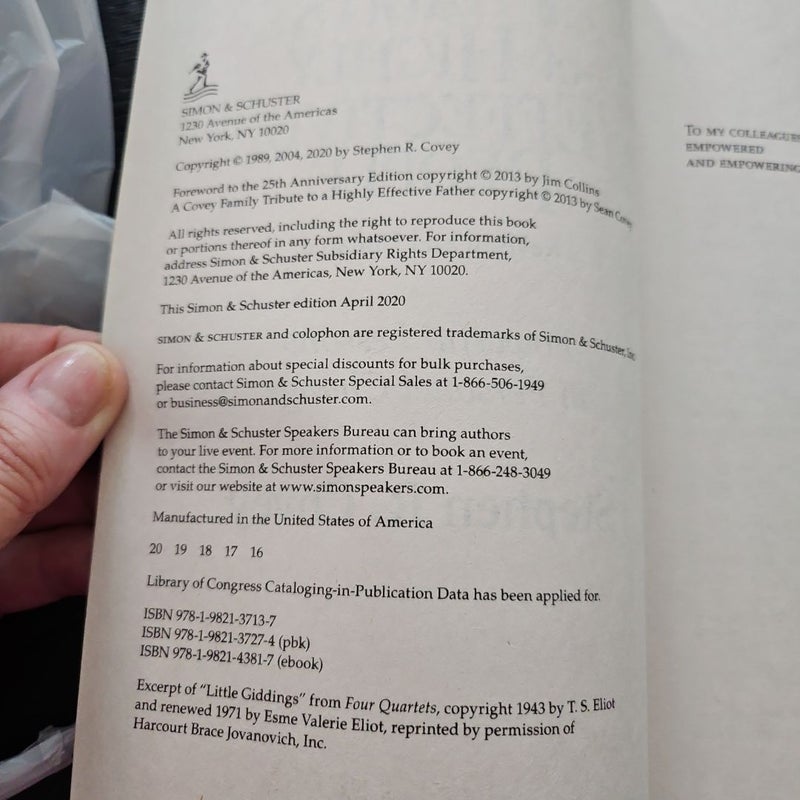 SIMON & SCHUSTER
1230 Avenue of the Americas
New York, NY 10020
Copyright © 1989, 2004, 2020 by Stephen R. Covey
Foreword to the 25th Anniversary Edition copyright © 2013 by Jim Collins
A Covey Family Tribute to a Highly Effective Father copyright © 2013 by Sean Covey
All rights reserved, including the right to reproduce this book
or portions thereof in any form whatsoever. For information,
address Simon & Schuster Subsidiary Rights Department,
1230 Avenue of the Americas, New York, NY 10020.
This Simon & Schuster edition April 2020
SIMON & SCHUSTER and colophon are registered trademarks of Simon & Schuster, Inc.
For information about special discounts for bulk purchases,
please contact Simon & Schuster Special Sales at 1-866-506-1949
or business@simonandschuster.com.
The Simon & Schuster Speakers Bureau can bring authors
to your live event. For more information or to book an event,
contact the Simon & Schuster Speakers Bureau at 1-866-248-3049
or visit our website at www.simonspeakers.com.
Manufactured in the United States of America
20 19 18 17 16
Library of Congress Cataloging-in-Publication Data has been applied for.
ISBN 978-1-9821-3713-7
ISBN 978-1-9821-3727-4 (pbk)
ISBN 978-1-9821-4381-7 (ebook)
Excerpt of "Little Giddings" from Four Quartets, copyright 1943 by T. S. Eliot
and renewed 1971 by Esme Valerie Eliot, reprinted by permission of
Harcourt Brace Jovanovich, Inc.
TO MY COLLEAGUES
EMPOWERED
AND EMPOWERING